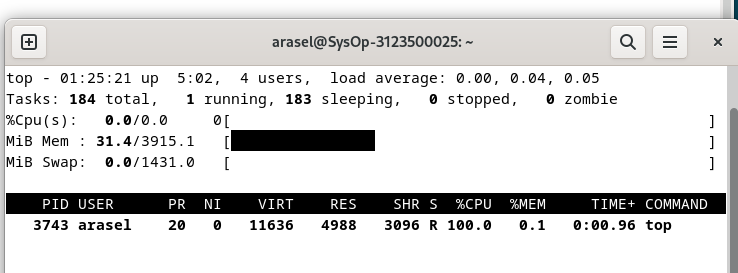 arasel@SysOp-3123500025: ~
top - 01:25:21 up  5:02,  4 users,  load average: 0.00, 0.04, 0.05
Tasks: 184 total,   1 running, 183 sleeping,   0 stopped,   0 zombie
%Cpu(s):   0.0/0.0     0[                                                     ]
MiB Mem : 31.4/3915.1   [                                                     ]
MiB Swap:  0.0/1431.0   [                                                     ]
    PID USER      PR  NI    VIRT    RES    SHR S  %CPU  %MEM     TIME+ COMMAND
   3743 arasel    20   0   11636   4988   3096 R 100.0   0.1   0:00.96 top